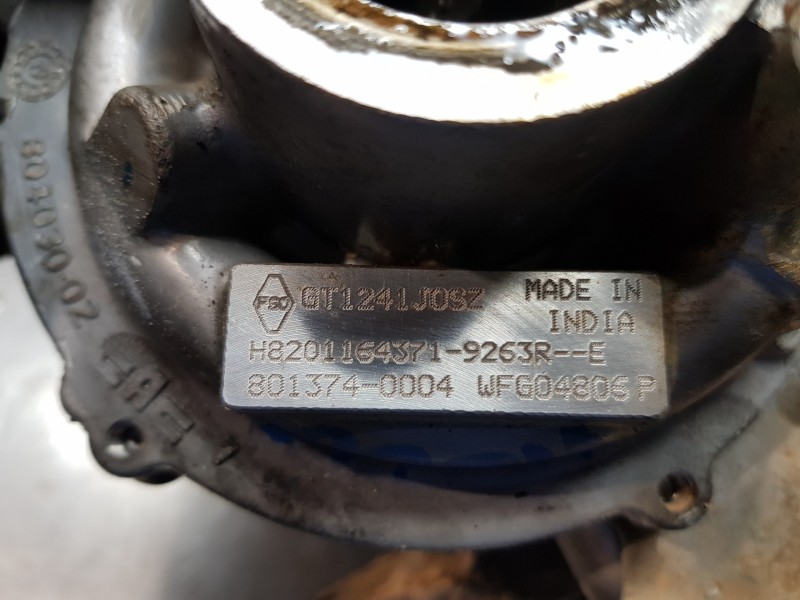 GT1241JOSZ MADE IN
INDIA
H8201164371-9263R--E
801374-0004 WFG04806 P